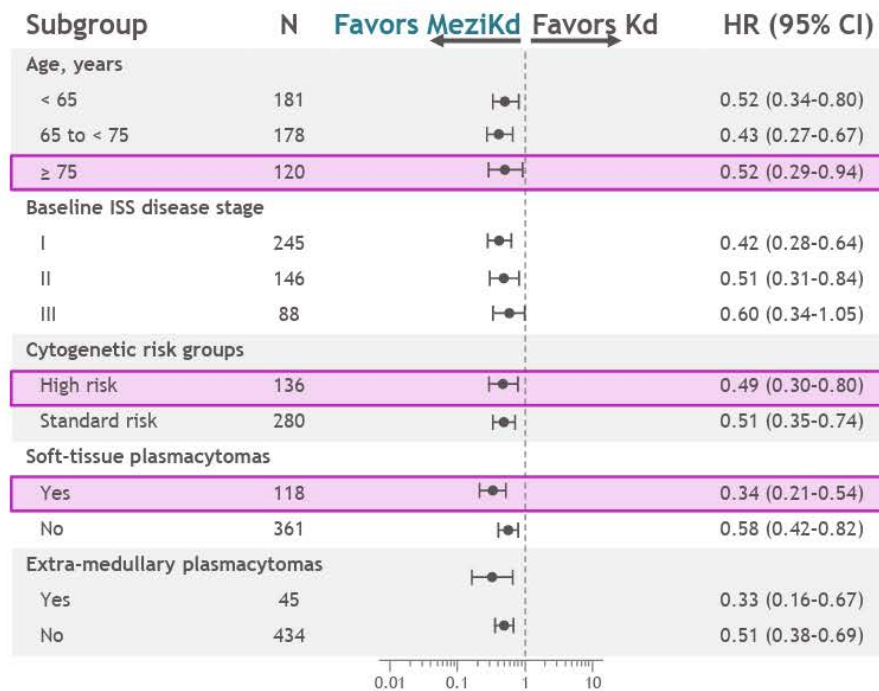 Subgroup N Favors MeziKd Favors Kd HR (95% CI)
Age, years
< 65 181 0.52 (0.34-0.80)
65 to < 75 178 0.43 (0.27-0.67)
≥ 75 120 0.52 (0.29-0.94)
Baseline ISS disease stage
I 245 0.42 (0.28-0.64)
II 146 0.51 (0.31-0.84)
III 88 0.60 (0.34-1.05)
Cytogenetic risk groups
High risk 136 0.49 (0.30-0.80)
Standard risk 280 0.51 (0.35-0.74)
Soft-tissue plasmacytomas
Yes 118 0.34 (0.21-0.54)
No 361 0.58 (0.42-0.82)
Extra-medullary plasmacytomas
Yes 45 0.33 (0.16-0.67)
No 434 0.51 (0.38-0.69)
0.01 0.1 1 10